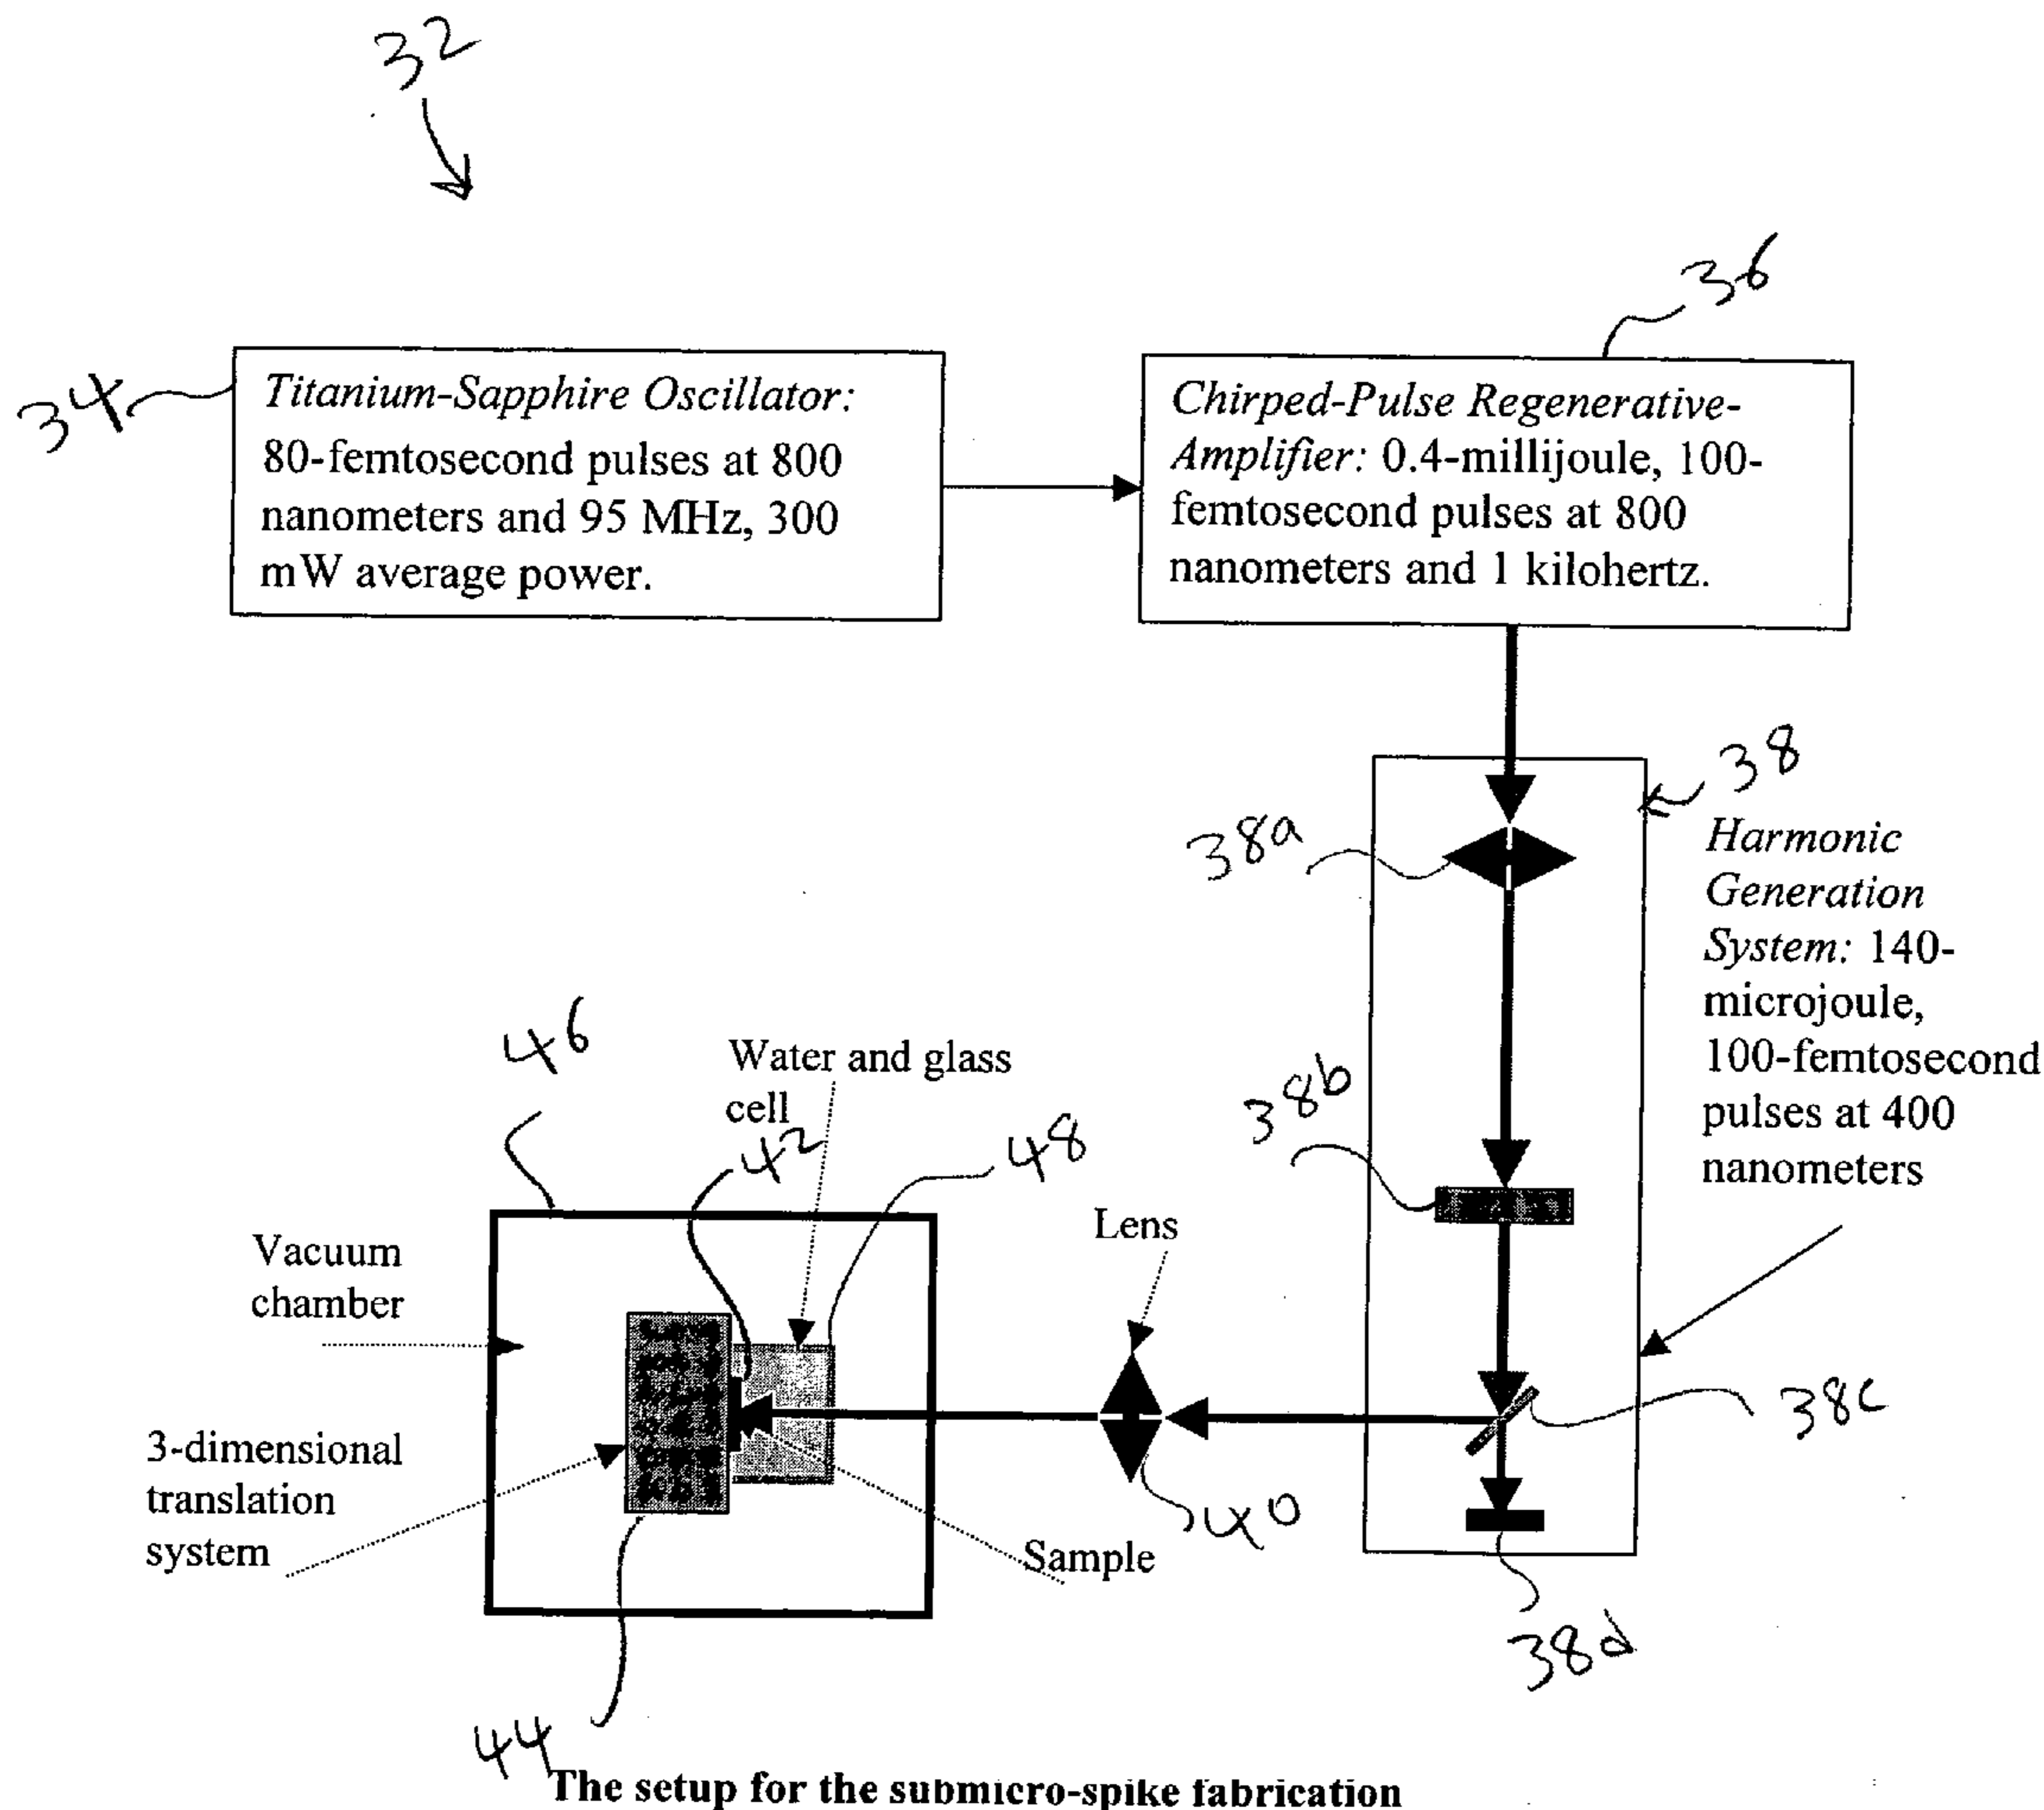 32
36
34
Titanium-Sapphire Oscillator:
80-femtosecond pulses at 800
nanometers and 95 MHz, 300
mW average power.
Chirped-Pulse Regenerative-
Amplifier: 0.4-millijoule, 100-
femtosecond pulses at 800
nanometers and 1 kilohertz.
38
38a
Harmonic
Generation
System: 140-
microjoule,
100-femtosecond
pulses at 400
nanometers
46
Water and glass
cell
38b
42
48
Lens
Vacuum
chamber
38c
3-dimensional
translation
system
40
Sample
38d
44
The setup for the submicro-spike fabrication